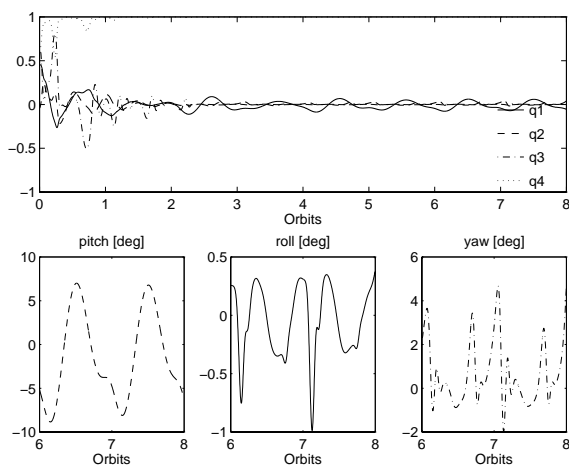 1
0.5
0
−0.5
−1
0 1 2 3 4 5 6 7 8
Orbits
q1
q2
q3
q4
pitch [deg]
10
5
0
−5
−10
6 7 8
Orbits
roll [deg]
0.5
0
−0.5
−1
6 7 8
Orbits
yaw [deg]
6
4
2
0
−2
6 7 8
Orbits